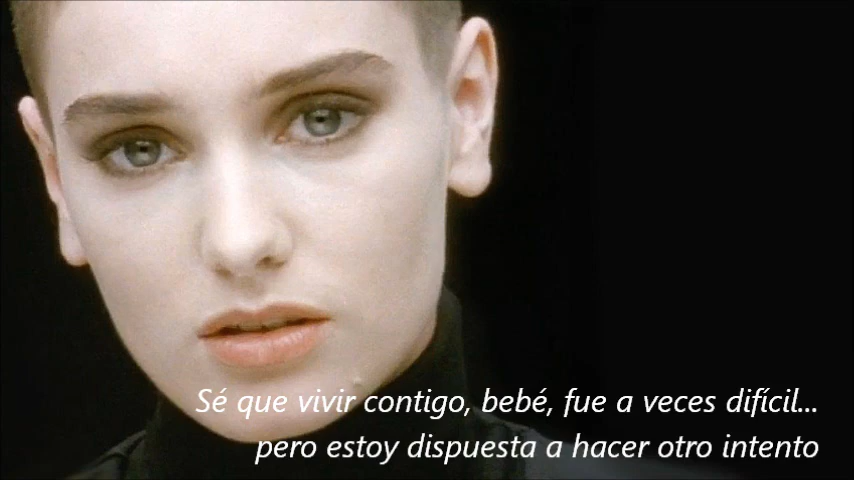 Sé que vivir contigo, bebé, fue a veces difícil...
pero estoy dispuesta a hacer otro intento